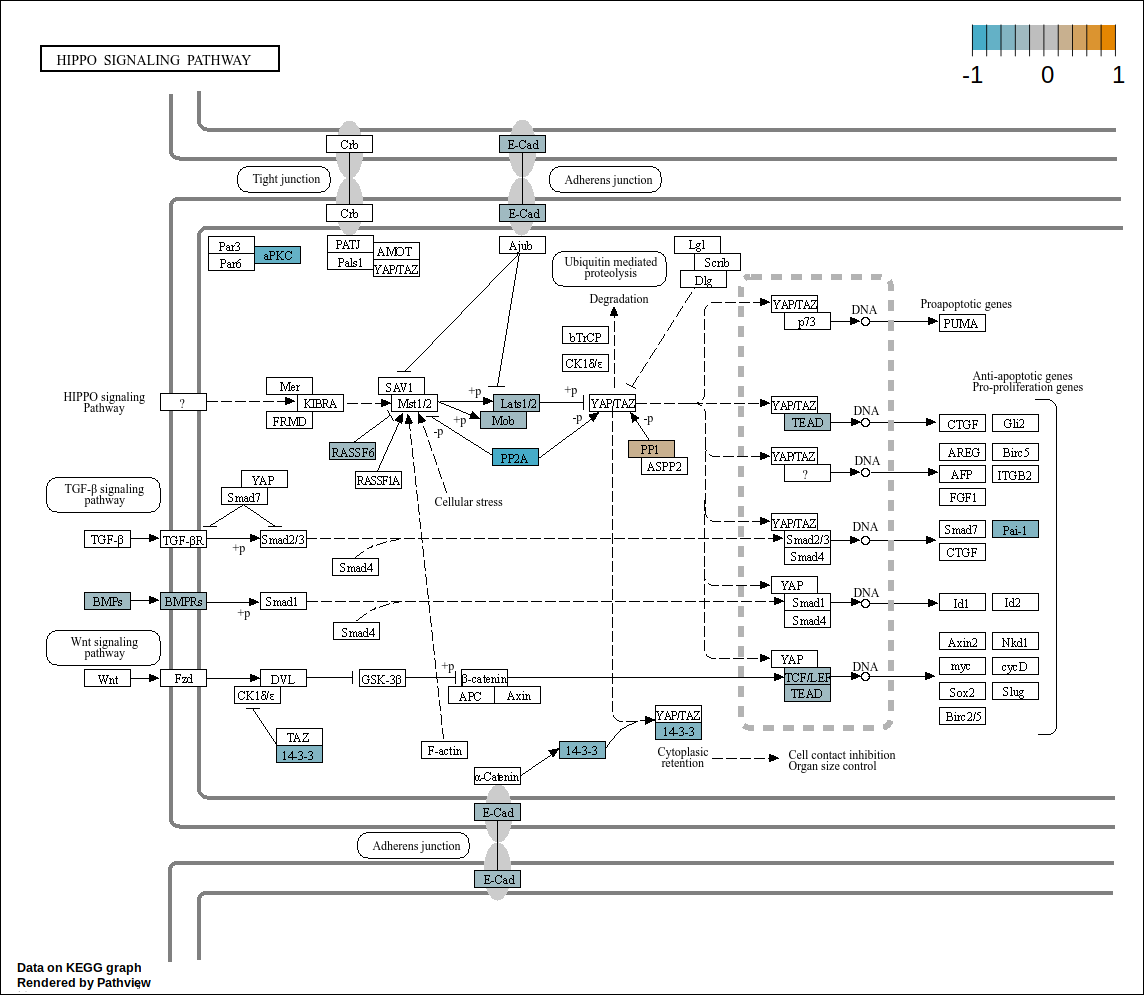 HIPPO SIGNALING PATHWAY
-1
0
1
Crb
E-Cad
Tight junction
Adherens junction
Crb
E-Cad
Par3
Par6
aPKC
PATJ
Pals1
AMOT
YAP/TAZ
Ajub
Ubiquitin mediated
proteolysis
Lgl
Scrib
Dlg
Degradation
YAP/TAZ
p73
DNA
Proapoptotic genes
PUMA
bTrCP
CK1δ/ε
Anti-apoptotic genes
Pro-proliferation genes
HIPPO signaling
Pathway
?
Mer
KIBRA
FRMD
SAV1
Mst1/2
+p
+p
Lats1/2
Mob
+p
YAP/TAZ
-p
-p
-p
RASSF6
RASSF1A
PP2A
PP1
ASPP2
Cellular stress
YAP/TAZ
TEAD
DNA
CTGF
Gli2
YAP/TAZ
?
DNA
AREG
Birc5
AFP
ITGB2
FGF1
TGF-β signaling
pathway
YAP
Smad7
TGF-β
TGF-βR
+p
Smad2/3
Smad4
YAP/TAZ
Smad2/3
Smad4
DNA
Smad7
Pai-1
CTGF
BMPs
BMPRs
+p
Smad1
Smad4
YAP
Smad1
Smad4
DNA
Id1
Id2
Wnt signaling
pathway
Wnt
Fzd
DVL
CK1δ/ε
GSK-3β
+p
β-catenin
APC
Axin
YAP
TCF/LEF
TEAD
DNA
Axin2
Nkd1
myc
cycD
Sox2
Slug
Birc2/5
TAZ
14-3-3
F-actin
14-3-3
YAP/TAZ
14-3-3
Cytoplasic
retention
Cell contact inhibition
Organ size control
α-Catenin
E-Cad
Adherens junction
E-Cad
Data on KEGG graph
Rendered by Pathview